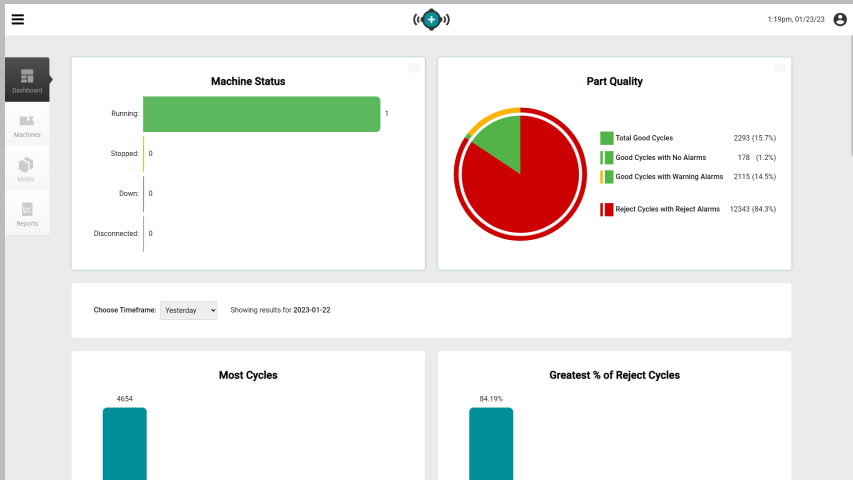 1:19pm, 01/23/23
Dashboard
Machines
Molds
Reports
Machine Status
Running:
1
Stopped:
0
Down:
0
Disconnected:
0
Part Quality
Total Good Cycles 2293 (15.7%)
Good Cycles with No Alarms 178 (1.2%)
Good Cycles with Warning Alarms 2115 (14.5%)
Reject Cycles with Reject Alarms 12343 (84.3%)
Choose Timeframe: Yesterday Showing results for 2023-01-22
Most Cycles
4654
Greatest % of Reject Cycles
84.19%